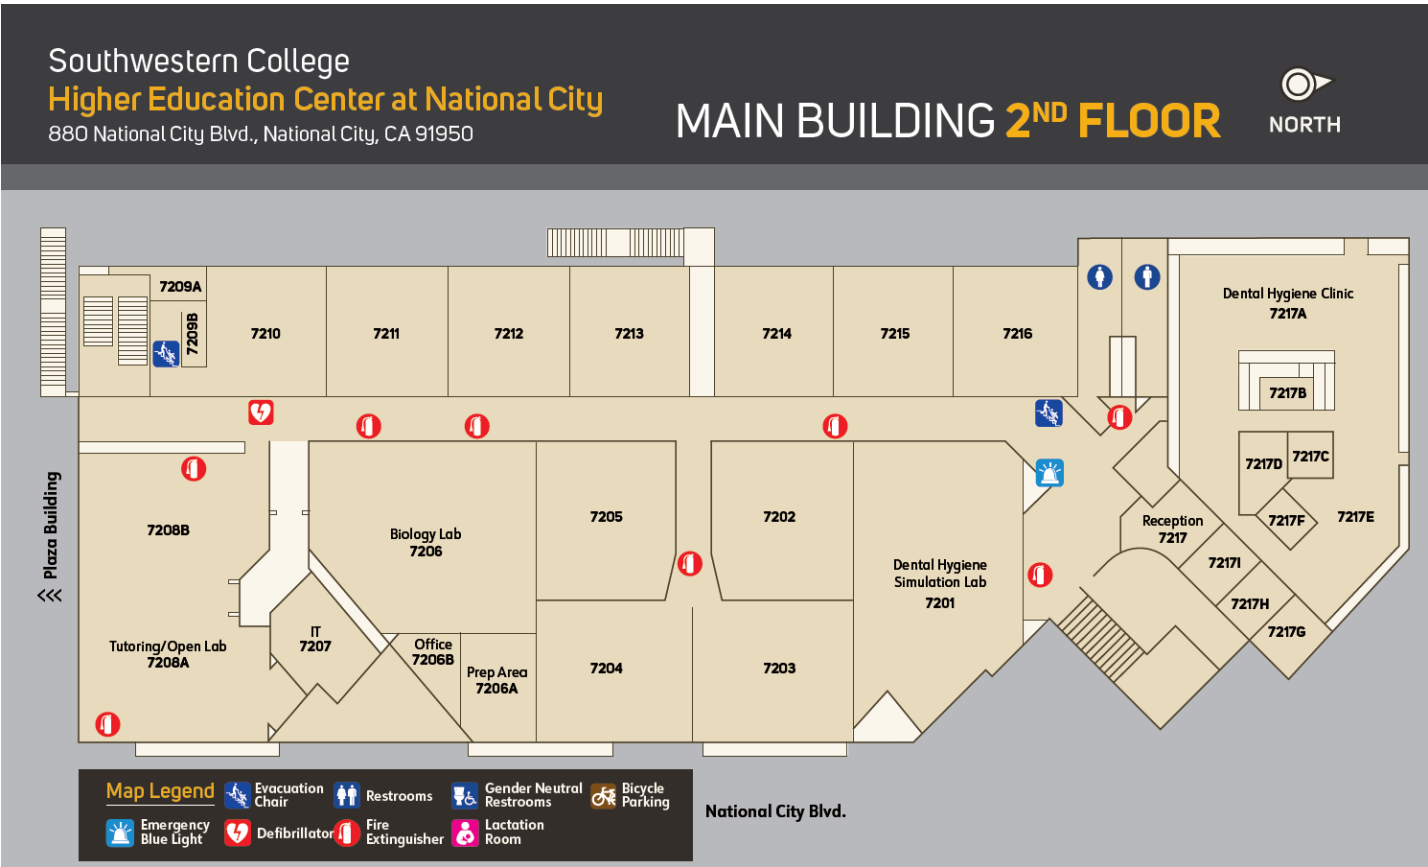 Southwestern College
Higher Education Center at National City
880 National City Blvd., National City, CA 91950
MAIN BUILDING 2ND FLOOR
NORTH
7209A
7209B
7210
7211
7212
7213
7214
7215
7216
Dental Hygiene Clinic
7217A
7217B
7217C
7217D
7217F
7217E
Reception
7217
7217I
7217H
7217G
Plaza Building
7208B
Tutoring/Open Lab
7208A
IT
7207
Biology Lab
7206
Office
7206B
Prep Area
7206A
7205
7204
7202
7203
Dental Hygiene
Simulation Lab
7201
Map Legend
Evacuation
Chair
Restrooms
Gender Neutral
Restrooms
Bicycle
Parking
Emergency
Blue Light
Defibrillator
Fire
Extinguisher
Lactation
Room
National City Blvd.